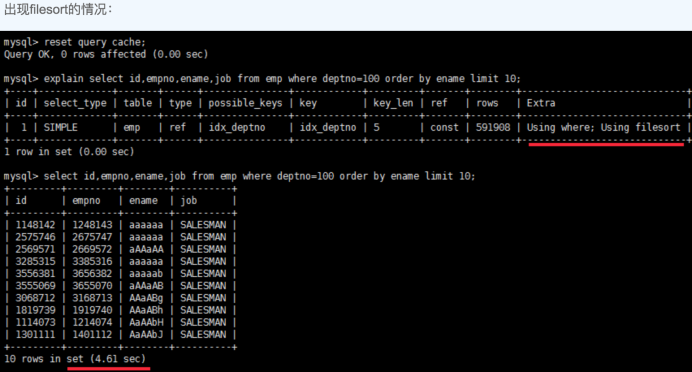 出现filesort的情况：
mysql> reset query cache;
Query OK, 0 rows affected (0.00 sec)
mysql> explain select id,empno,ename,job from emp where deptno=100 order by ename limit 10;
+----+-------------+-------+------+---------------+------------+---------+-------+--------+-----------------------------+
| id | select_type | table | type | possible_keys | key        | key_len | ref   | rows   | Extra                       |
+----+-------------+-------+------+---------------+------------+---------+-------+--------+-----------------------------+
|  1 | SIMPLE      | emp   | ref  | idx_deptno    | idx_deptno | 5       | const | 591908 | Using where; Using filesort |
+----+-------------+-------+------+---------------+------------+---------+-------+--------+-----------------------------+
1 row in set (0.00 sec)
mysql> select id,empno,ename,job from emp where deptno=100 order by ename limit 10;
+---------+---------+--------+----------+
| id      | empno   | ename  | job      |
+---------+---------+--------+----------+
| 1148142 | 1248143 | aaaaaa | SALESMAN |
| 2575746 | 2675747 | aaaaaa | SALESMAN |
| 2569571 | 2669572 | aAAaAA | SALESMAN |
| 3285315 | 3385316 | aaaaaa | SALESMAN |
| 3556381 | 3656382 | aaaaab | SALESMAN |
| 3555069 | 3655070 | aAAaAB | SALESMAN |
| 3068712 | 3168713 | AAaABg | SALESMAN |
| 1819739 | 1919740 | AAaABh | SALESMAN |
| 1114073 | 1214074 | AaAAbH | SALESMAN |
| 1301111 | 1401112 | AaAAbJ | SALESMAN |
+---------+---------+--------+----------+
10 rows in set (4.61 sec)